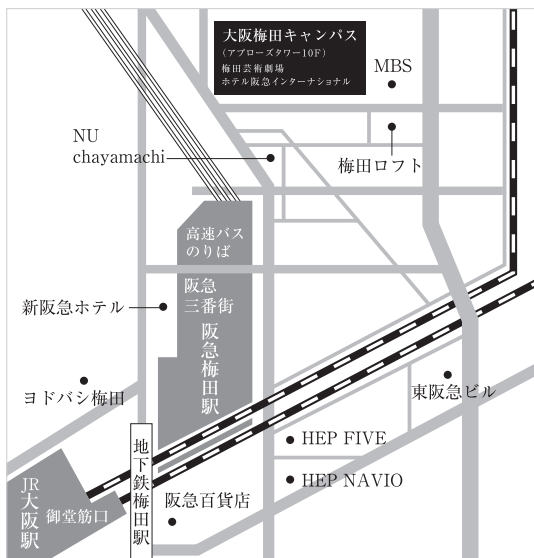 大阪梅田キャンパス
(アプローズタワー10F)
梅田芸術劇場
ホテル阪急インターナショナル
MBS
NU
chayamachi
梅田ロフト
高速バス
のりば
阪急
三番街
新阪急ホテル
阪急梅田駅
ヨドバシ梅田
東阪急ビル
HEP FIVE
HEP NAVIO
地下鉄梅田駅
阪急百貨店
JR
大阪駅
御堂筋口